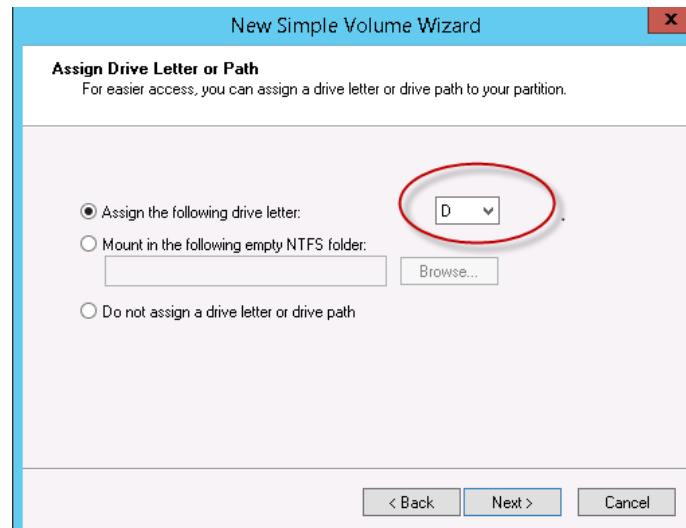 New Simple Volume Wizard
x
Assign Drive Letter or Path
For easier access, you can assign a drive letter or drive path to your partition.
Assign the following drive letter: D .
Mount in the following empty NTFS folder:
Browse...
Do not assign a drive letter or drive path
< Back Next > Cancel